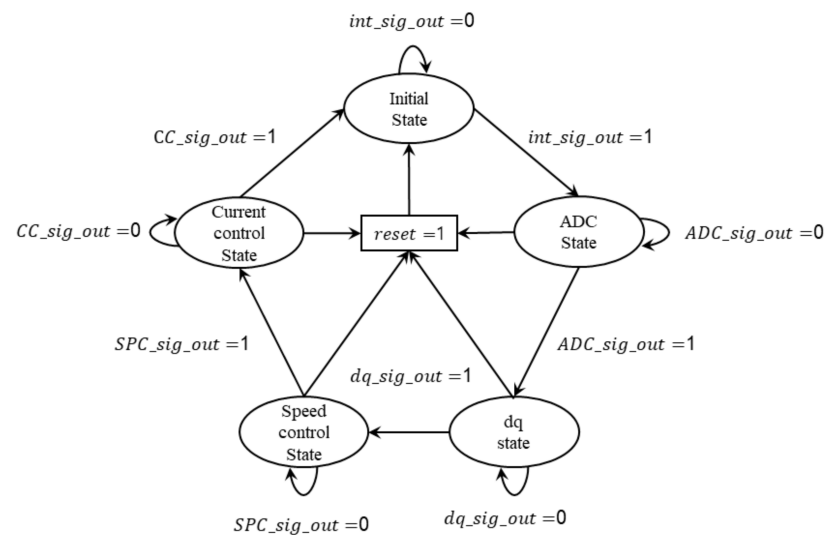 int_sig_out=0
Initial
State
CC_sig_out=1
int_sig_out=1
Current
control
State
CC_sig_out=0
reset=1
ADC
State
ADC_sig_out=0
SPC_sig_out=1
dq_sig_out=1
ADC_sig_out=1
Speed
control
State
dq
state
SPC_sig_out=0
dq_sig_out=0